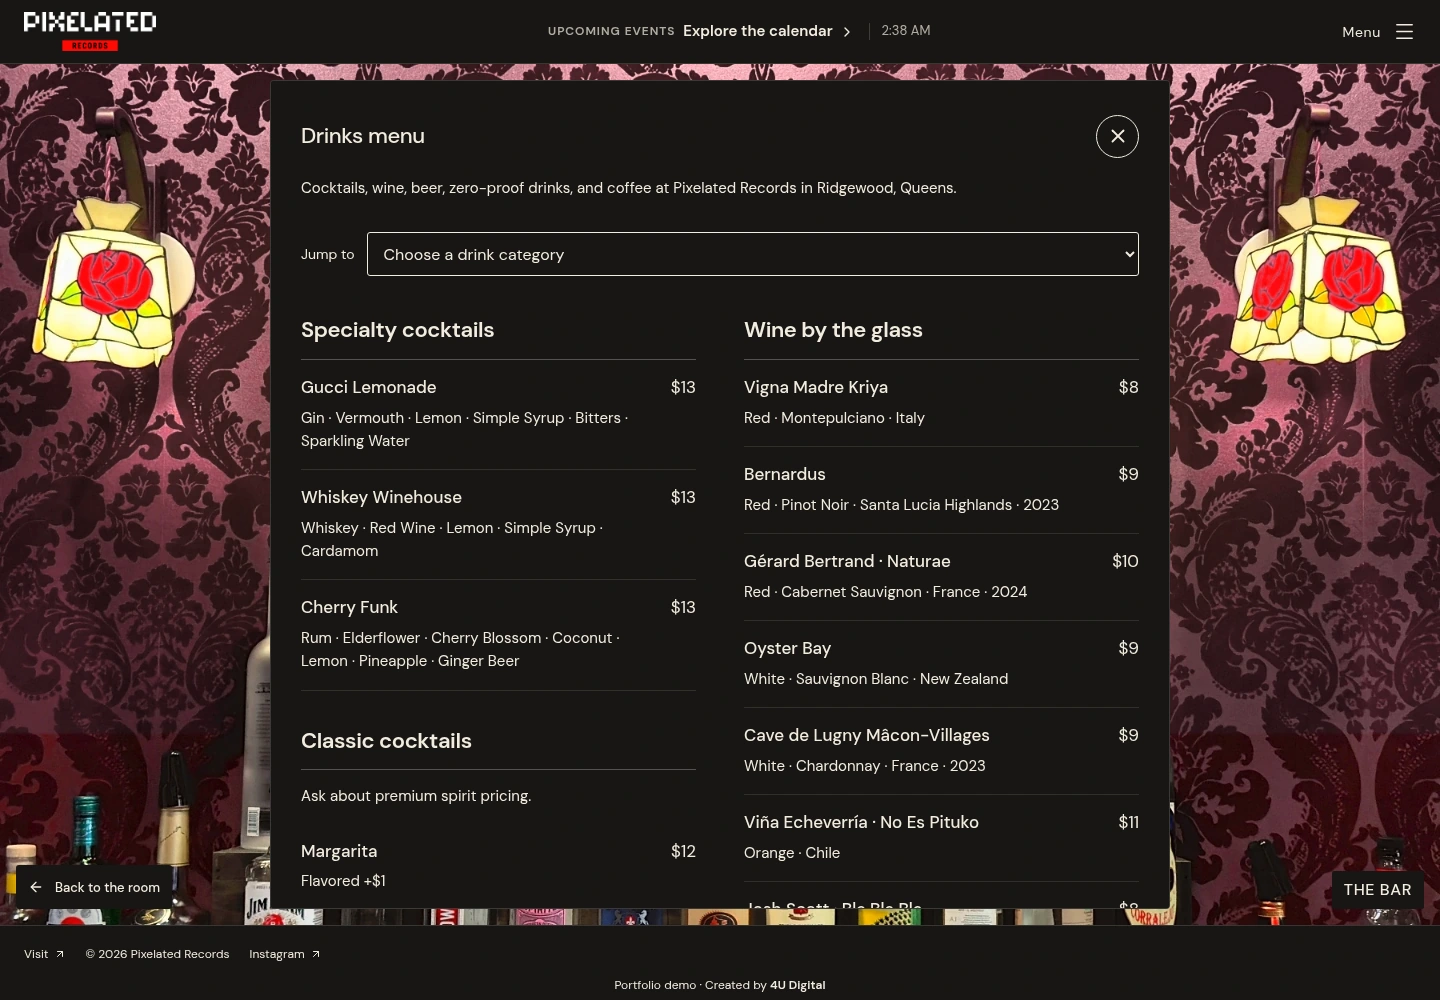 PIXELATED
RECORDS
UPCOMING EVENTS Explore the calendar 2:38 AM
Menu
Drinks menu
Cocktails, wine, beer, zero-proof drinks, and coffee at Pixelated Records in Ridgewood, Queens.
Jump to Choose a drink category
Specialty cocktails
Gucci Lemonade $13
Gin · Vermouth · Lemon · Simple Syrup · Bitters ·
Sparkling Water
Whiskey Winehouse $13
Whiskey · Red Wine · Lemon · Simple Syrup ·
Cardamom
Cherry Funk $13
Rum · Elderflower · Cherry Blossom · Coconut ·
Lemon · Pineapple · Ginger Beer
Classic cocktails
Ask about premium spirit pricing.
Margarita $12
Flavored +$1
Wine by the glass
Vigna Madre Kriya $8
Red · Montepulciano · Italy
Bernardus $9
Red · Pinot Noir · Santa Lucia Highlands · 2023
Gérard Bertrand · Naturae $10
Red · Cabernet Sauvignon · France · 2024
Oyster Bay $9
White · Sauvignon Blanc · New Zealand
Cave de Lugny Mâcon-Villages $9
White · Chardonnay · France · 2023
Viña Echeverría · No Es Pituko $11
Orange · Chile
Back to the room
JIM
THE BAR
Visit © 2026 Pixelated Records Instagram
Portfolio demo · Created by 4U Digital